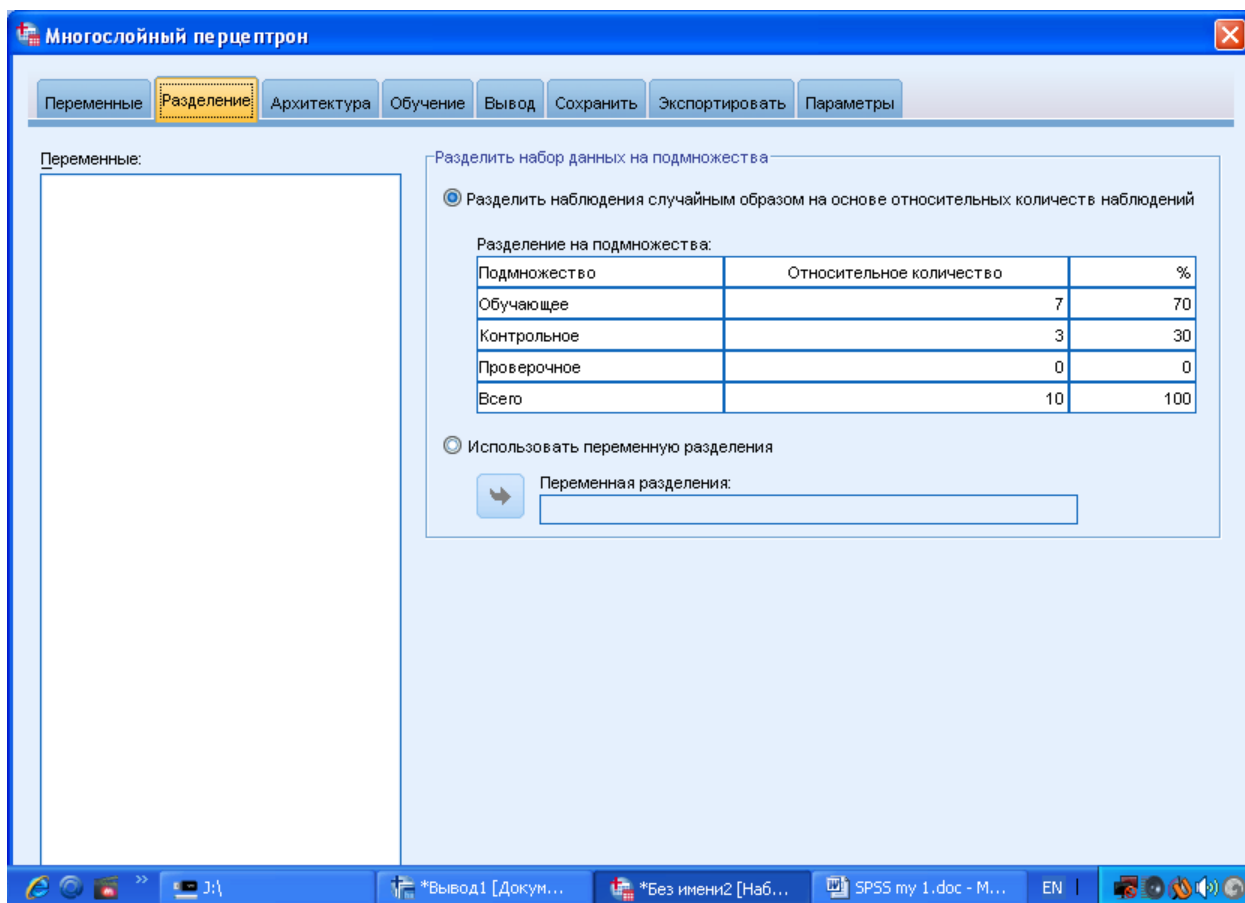 Многослойный перцептрон
Переменные Разделение Архитектура Обучение Вывод Сохранить Экспортировать Параметры
Переменные:
Разделить набор данных на подмножества
Разделить наблюдения случайным образом на основе относительных количеств наблюдений
Разделение на подмножества:
Подмножество Относительное количество %
Обучающее 7 70
Контрольное 3 30
Проверочное 0 0
Всего 10 100
Использовать переменную разделения
Переменная разделения:
» J:\ *Вывод1 [Докум... *Без имени2 [Наб... SPSS my 1.doc - M... EN